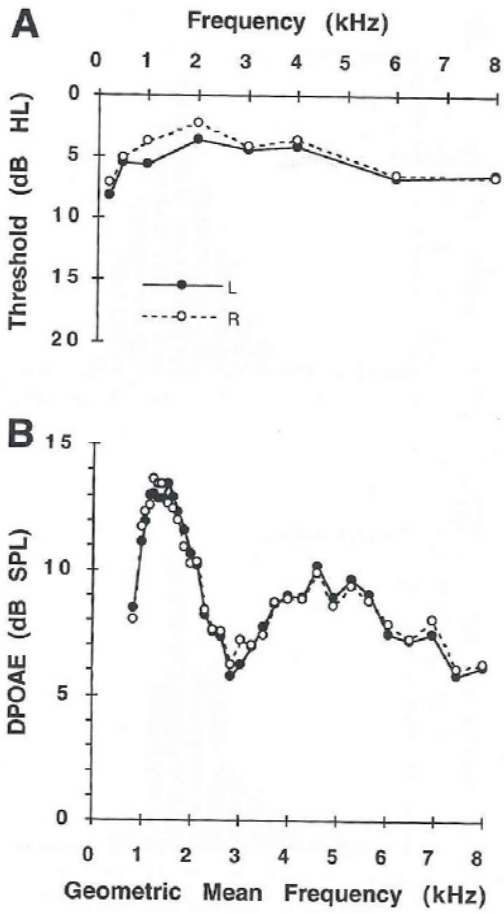 A
Frequency (kHz)
0 1 2 3 4 5 6 7 8
Threshold (dB HL)
0
5
10
15
20
L
R
B
DPOAE (dB SPL)
15
10
5
0
0 1 2 3 4 5 6 7 8
Geometric Mean Frequency (kHz)